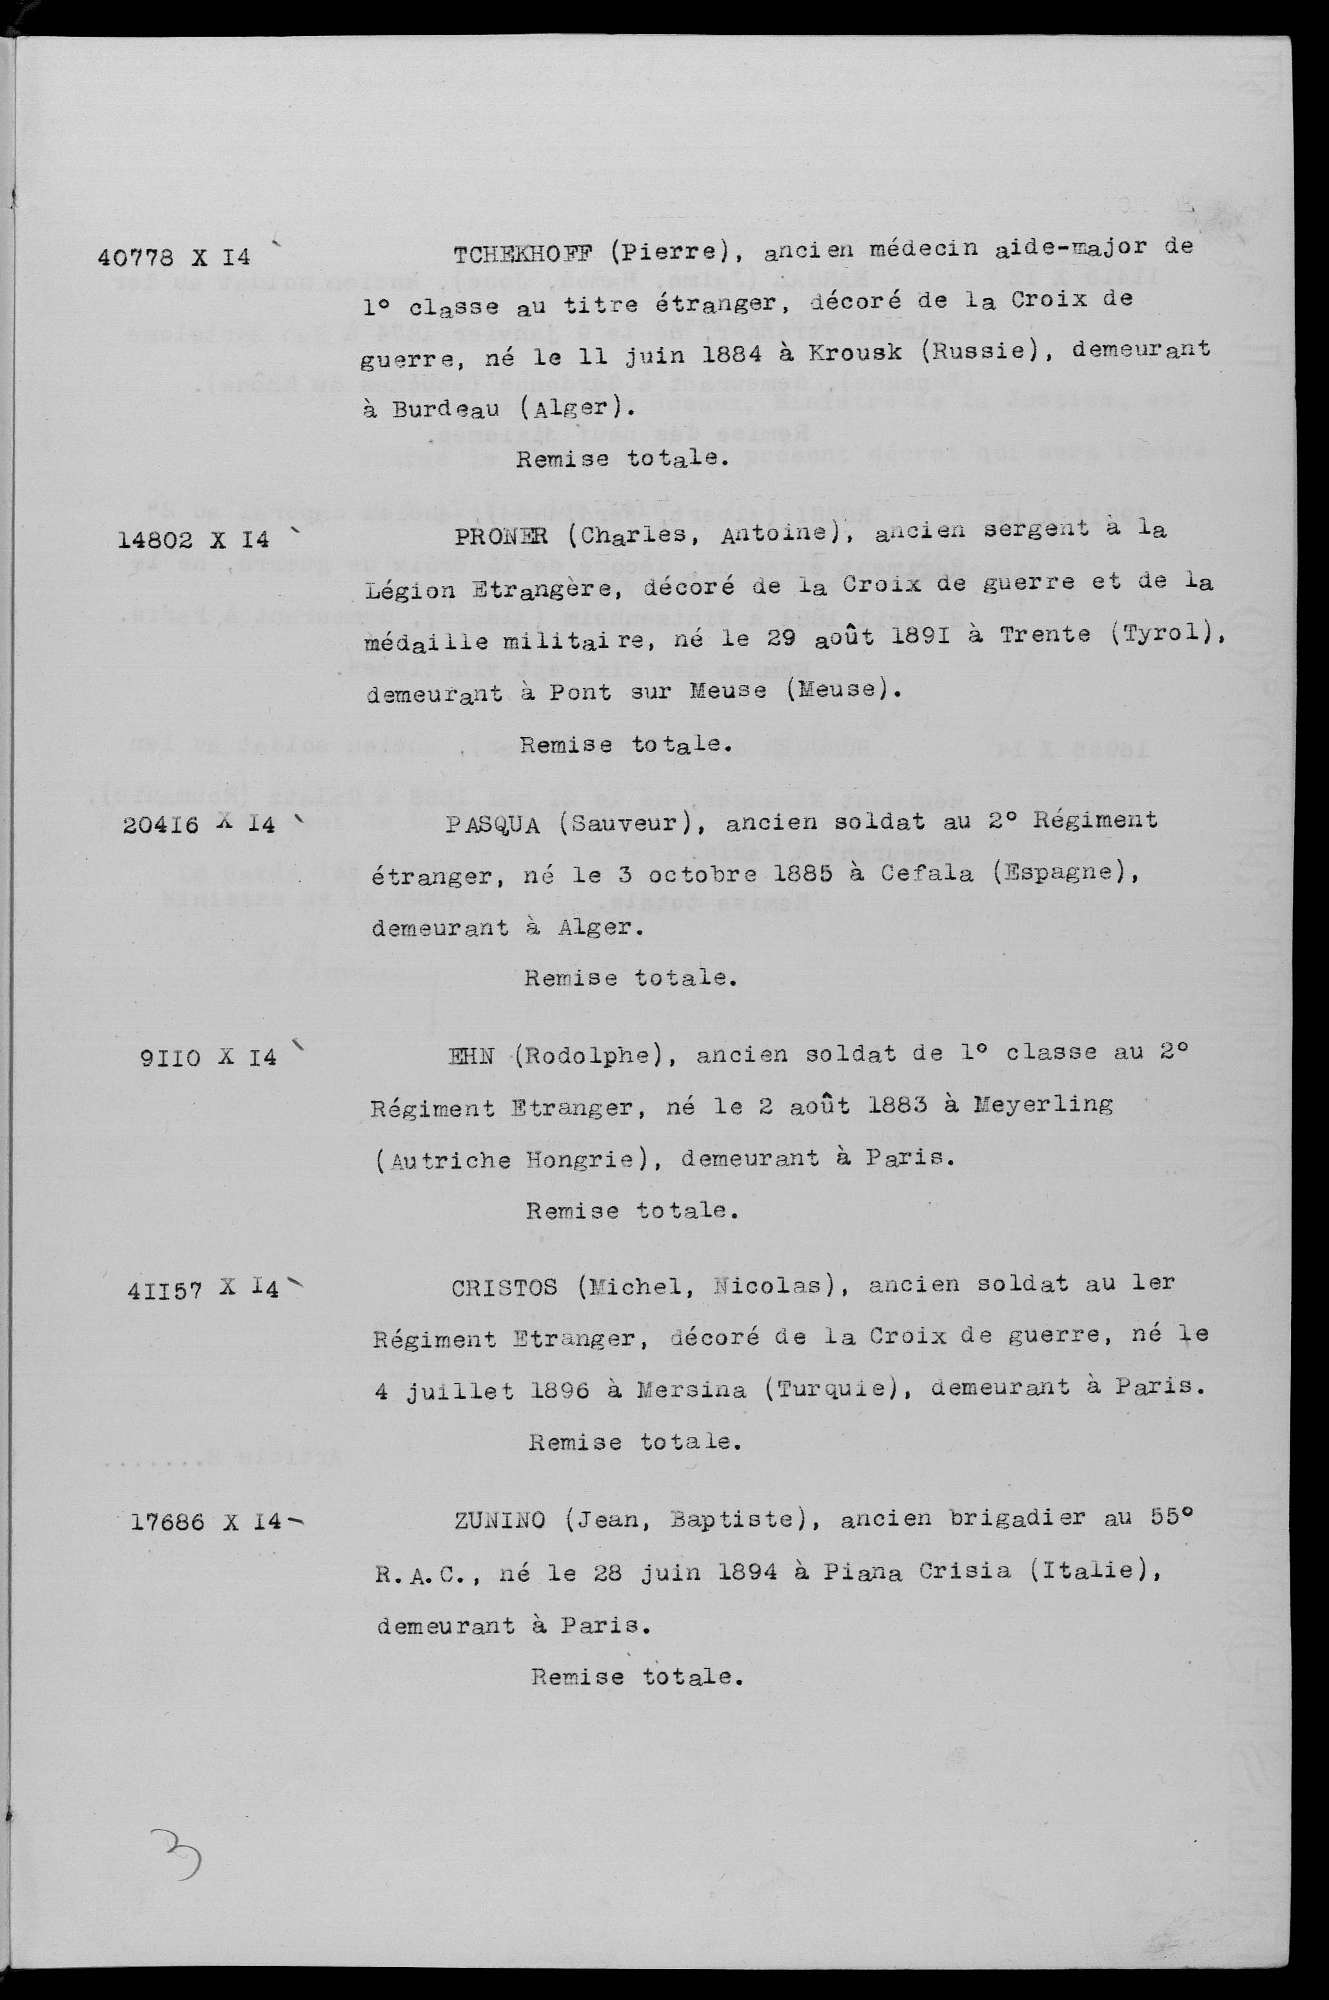 40778 X I4 TCHEKHOFF (Pierre), ancien médecin aide-major de
1° classe au titre étranger, décoré de la Croix de
guerre, né le 11 juin 1884 à Krousk (Russie), demeurant
à Burdeau (Alger).
Remise totale.
14802 X I4 PRONER (Charles, Antoine), ancien sergent à la
Légion Etrangère, décoré de la Croix de guerre et de la
médaille militaire, né le 29 août 189I à Trente (Tyrol),
demeurant à Pont sur Meuse (Meuse).
Remise totale.
204I6 X I4 PASQUA (Sauveur), ancien soldat au 2° Régiment
étranger, né le 3 octobre 1885 à Cefala (Espagne),
demeurant à Alger.
Remise totale.
9II0 X I4 EHN (Rodolphe), ancien soldat de 1° classe au 2°
Régiment Etranger, né le 2 août 1883 à Meyerling
(Autriche Hongrie), demeurant à Paris.
Remise totale.
4II57 X I4 CRISTOS (Michel, Nicolas), ancien soldat au 1er
Régiment Etranger, décoré de la Croix de guerre, né le
4 juillet 1896 à Mersina (Turquie), demeurant à Paris.
Remise totale.
17686 X I4 ZUNINO (Jean, Baptiste), ancien brigadier au 55°
R.A.C., né le 28 juin 1894 à Piana Crisia (Italie),
demeurant à Paris.
Remise totale.
3